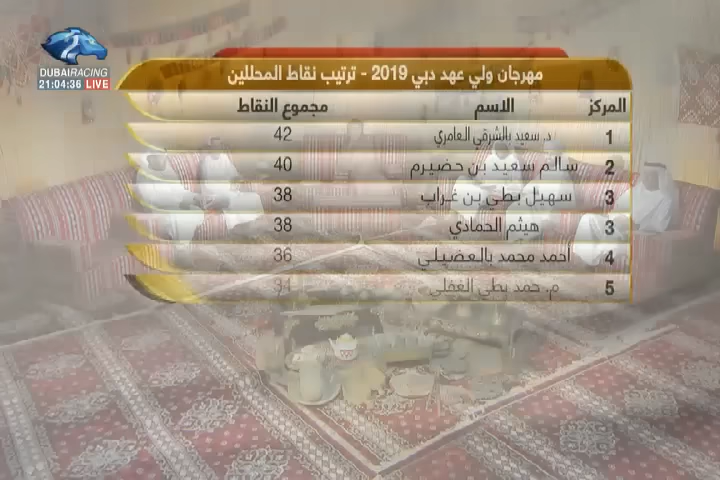 DUBAI RACING
21:04:36 LIVE
مهرجان ولي عهد دبي 2019 - ترتيب نقاط المحللين
المركز الاسم مجموع النقاط
1 د. سعيد بالشرقي العامري 42
2 سالم سعيد بن حضيرم 40
3 سهيل بطي بن غراب 38
3 هيثم الحمادي 38
4 أحمد محمد بالعضيلي 36
5 م. حمد بطي الغفلي 34